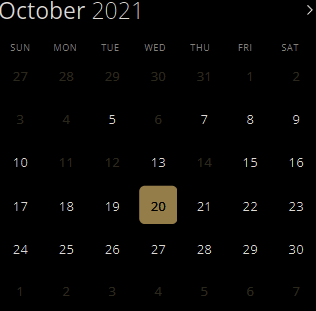 October 2021 >
SUN MON TUE WED THU FRI SAT
27 28 29 30 31 1 2
3 4 5 6 7 8 9
10 11 12 13 14 15 16
17 18 19 20 21 22 23
24 25 26 27 28 29 30
1 2 3 4 5 6 7